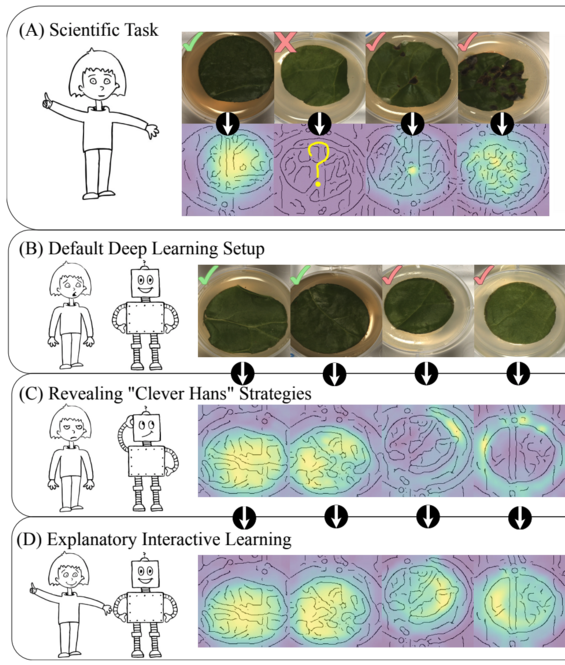 (A) Scientific Task
?
(B) Default Deep Learning Setup
(C) Revealing "Clever Hans" Strategies
(D) Explanatory Interactive Learning